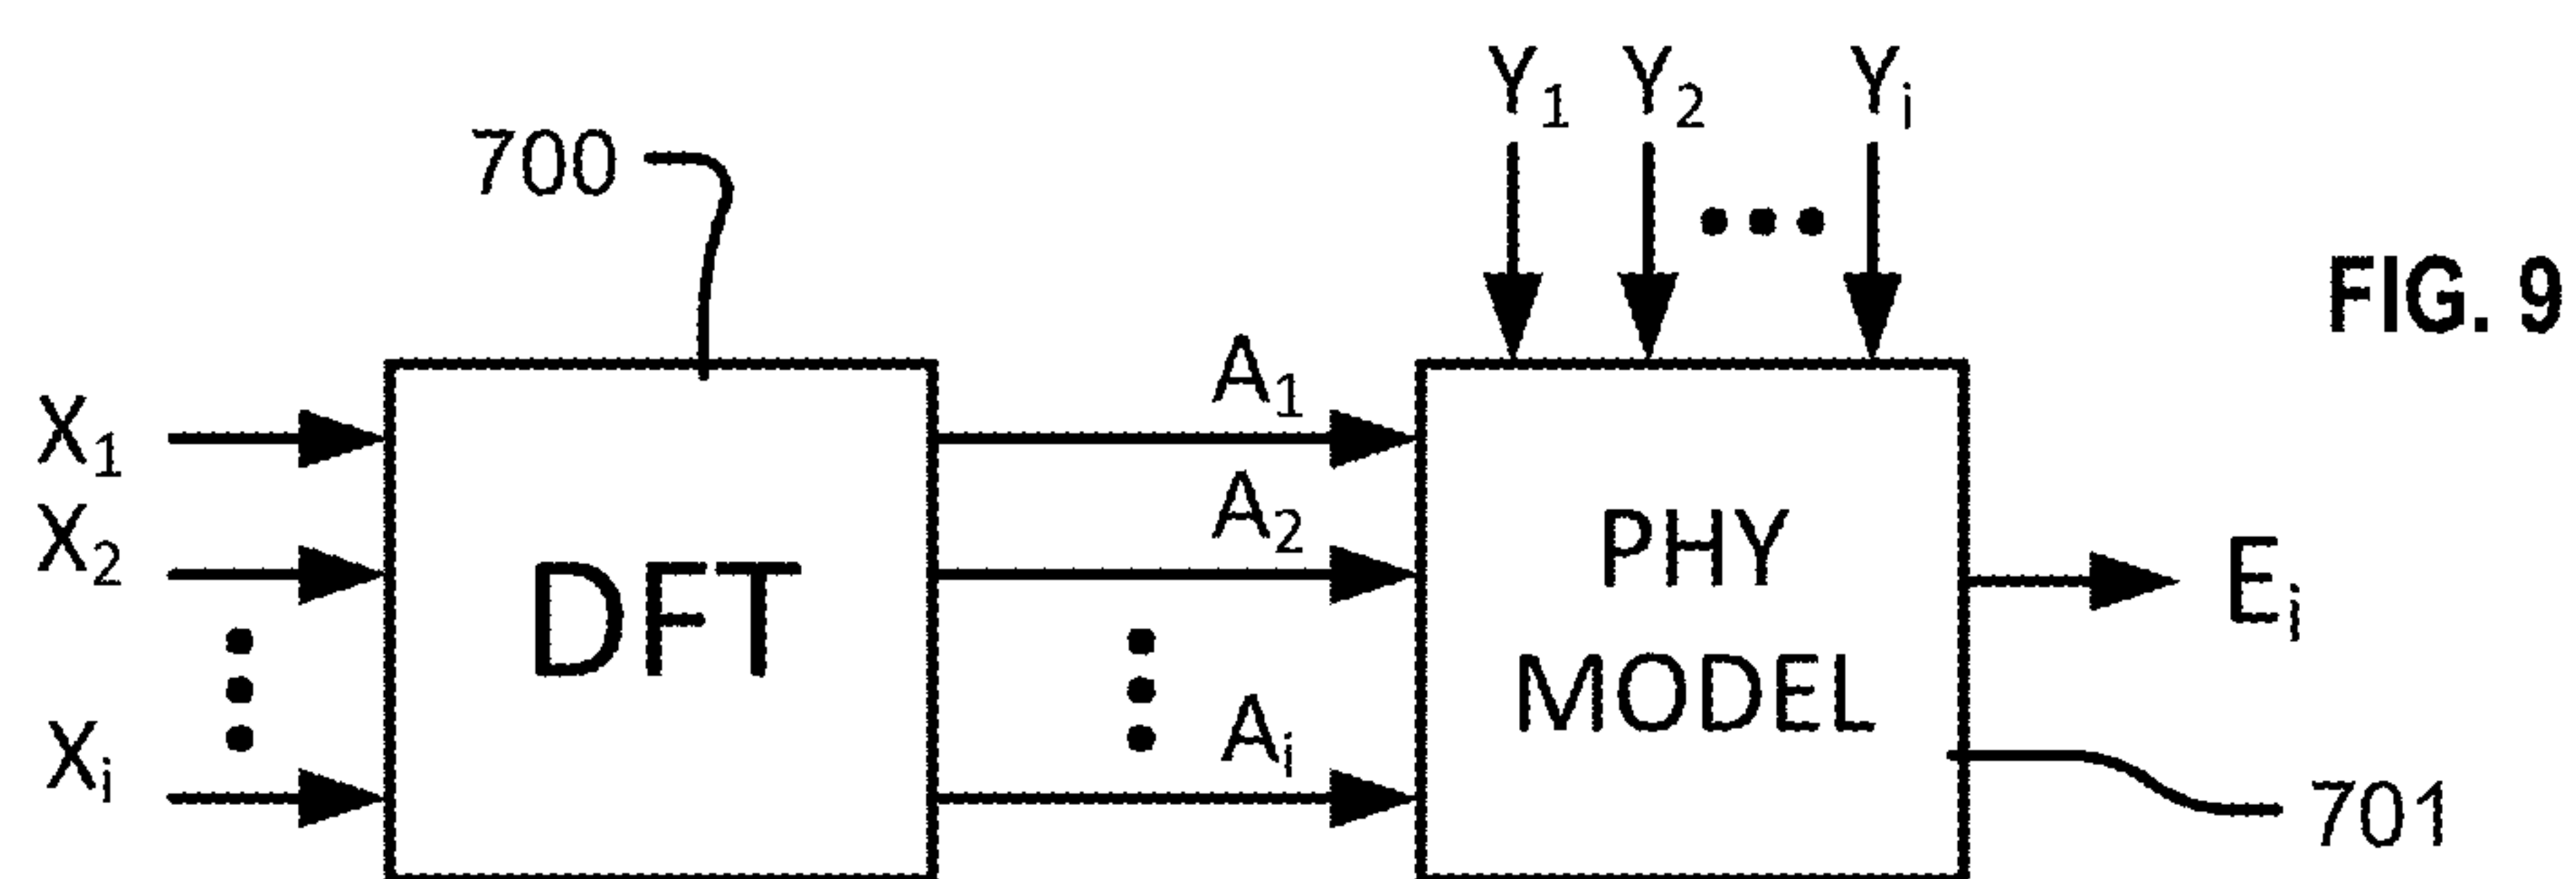 Y₁ Y₂ Yᵢ
700
FIG. 9
A₁
X₁
A₂
X₂
DFT
PHY
MODEL
Eᵢ
Aᵢ
Xᵢ
701